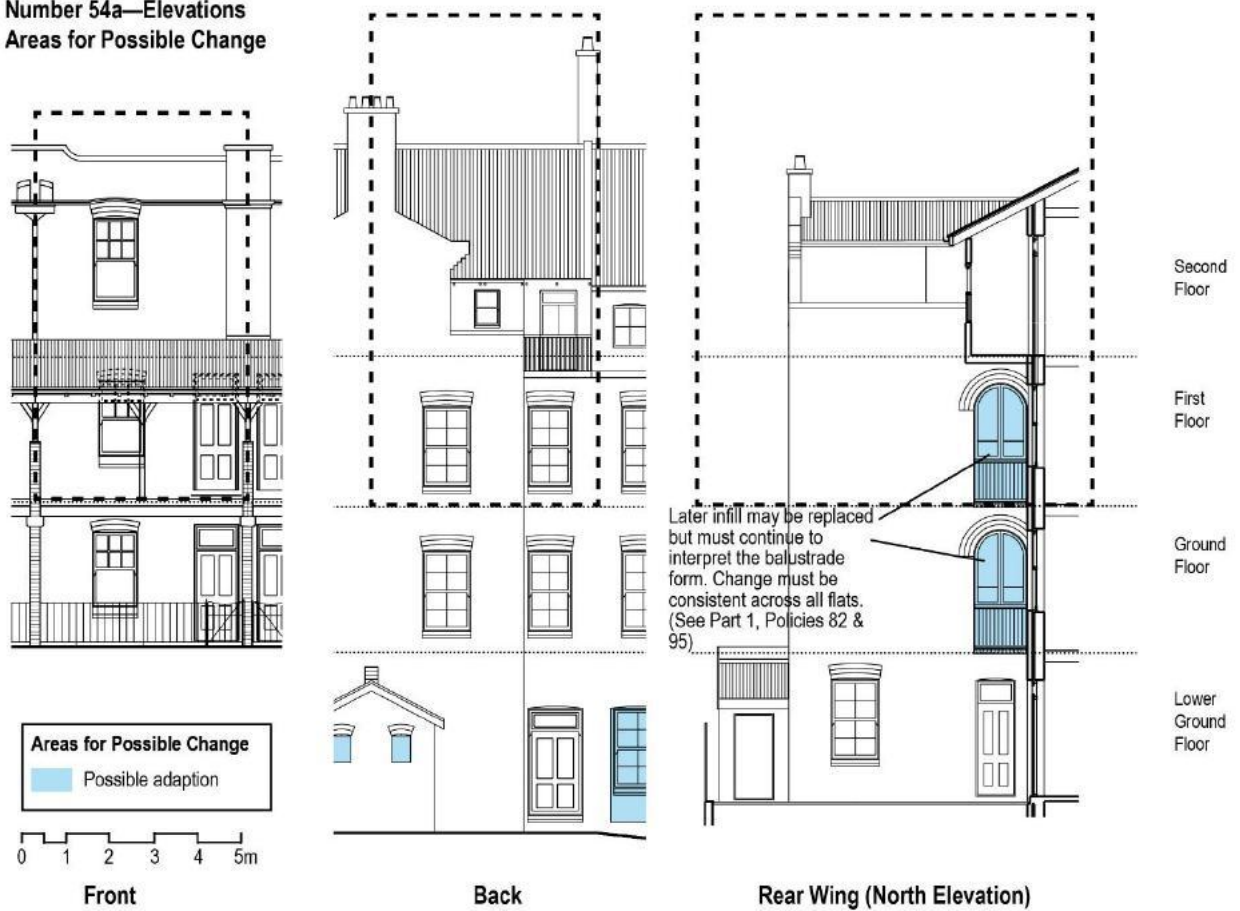 Number 54a—Elevations
Areas for Possible Change
Second
Floor
First
Floor
Later infill may be replaced
but must continue to
interpret the balustrade
form. Change must be
consistent across all flats.
(See Part 1, Policies 82 &
95)
Ground
Floor
Lower
Ground
Floor
Areas for Possible Change
Possible adaption
0 1 2 3 4 5m
Front
Back
Rear Wing (North Elevation)